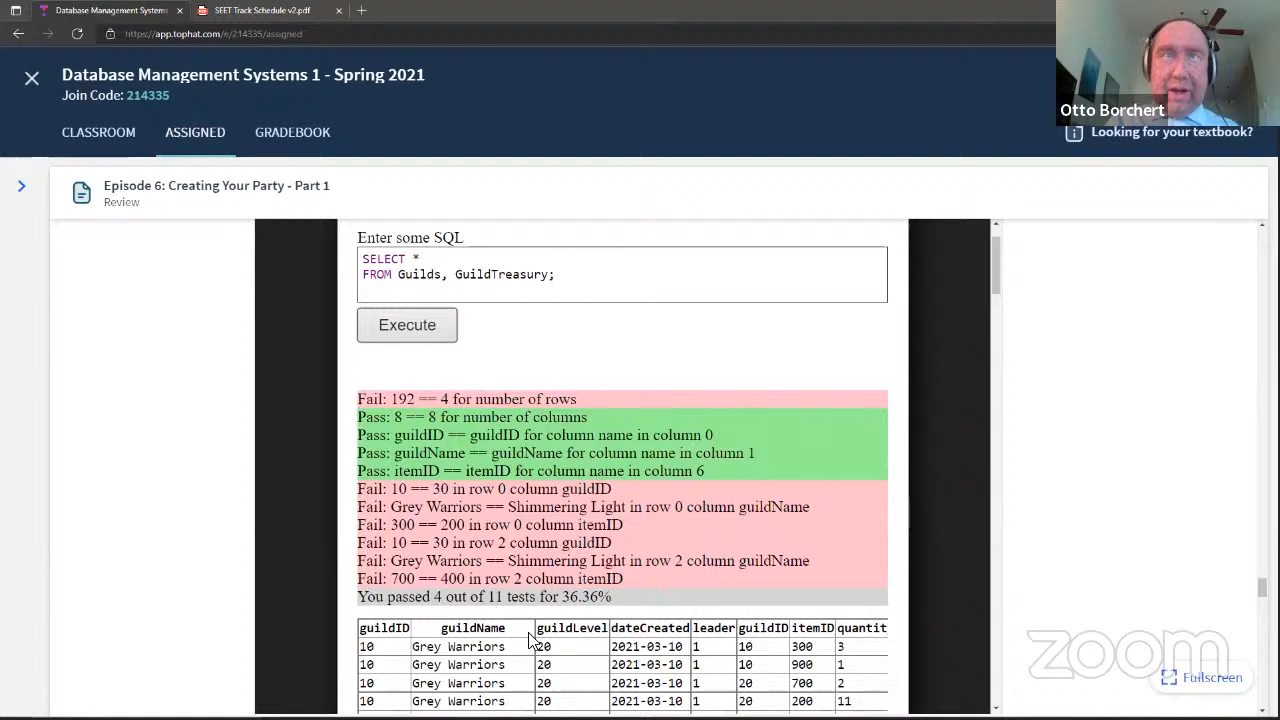 Database Management Systems
SEET Track Schedule v2.pdf
https://app.tophat.com/e/214335/assigned
Database Management Systems 1 - Spring 2021
Join Code: 214335
Otto Borchert
CLASSROOM ASSIGNED GRADEBOOK
Looking for your textbook?
Episode 6: Creating Your Party - Part 1
Review
Enter some SQL
SELECT *
FROM Guilds, GuildTreasury;
Execute
Fail: 192 == 4 for number of rows
Pass: 8 == 8 for number of columns
Pass: guildID == guildID for column name in column 0
Pass: guildName == guildName for column name in column 1
Pass: itemID == itemID for column name in column 6
Fail: 10 == 30 in row 0 column guildID
Fail: Grey Warriors == Shimmering Light in row 0 column guildName
Fail: 300 == 200 in row 0 column itemID
Fail: 10 == 30 in row 2 column guildID
Fail: Grey Warriors == Shimmering Light in row 2 column guildName
Fail: 700 == 400 in row 2 column itemID
You passed 4 out of 11 tests for 36.36%
guildID guildName guildLevel dateCreated leader guildID itemID quantit
10 Grey Warriors 20 2021-03-10 1 10 300 3
10 Grey Warriors 20 2021-03-10 1 10 900 1
10 Grey Warriors 20 2021-03-10 1 20 700 2
10 Grey Warriors 20 2021-03-10 1 20 200 11
zoom
Fullscreen